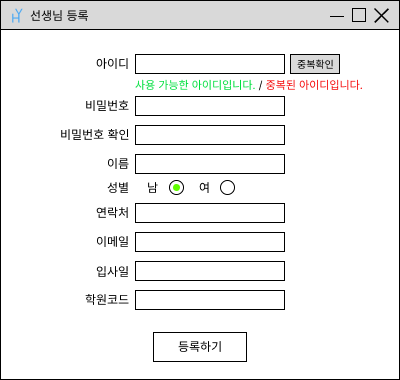 선생님 등록
아이디 중복확인
사용 가능한 아이디입니다. / 중복된 아이디입니다.
비밀번호
비밀번호 확인
이름
성별 남 여
연락처
이메일
입사일
학원코드
등록하기